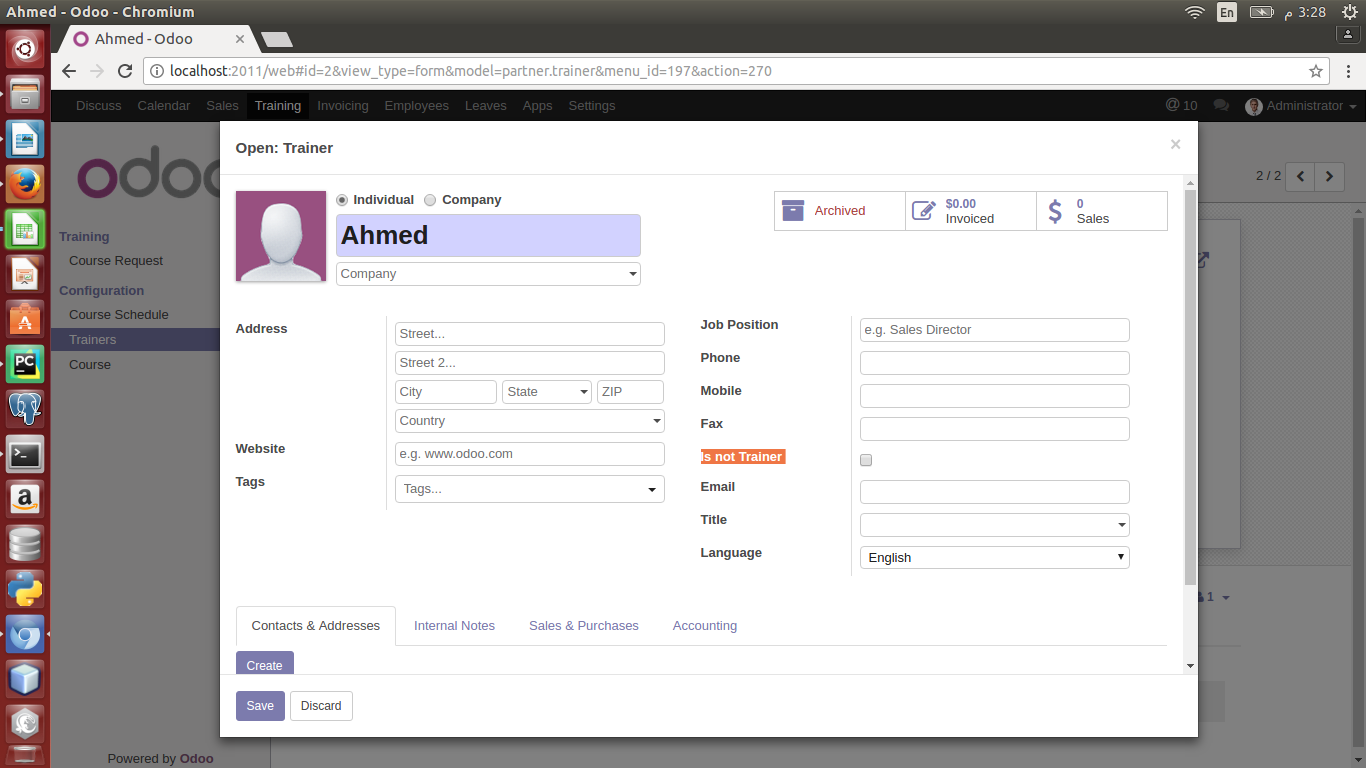 Ahmed - Odoo - Chromium
En
3:28 م
Ahmed - Odoo
localhost:2011/web#id=2&view_type=form&model=partner.trainer&menu_id=197&action=270
Discuss Calendar Sales Training Invoicing Employees Leaves Apps Settings @ 10 Administrator
Open: Trainer ×
odoo
2 / 2
Individual Company
Archived
$0.00
Invoiced
0
Sales
Ahmed
Company
Training
Course Request
Configuration
Course Schedule
Trainers
Course
Address
Street...
Street 2...
City State ZIP
Country
Website e.g. www.odoo.com
Tags Tags...
Job Position e.g. Sales Director
Phone
Mobile
Fax
Is not Trainer
Email
Title
Language English
1
Contacts & Addresses Internal Notes Sales & Purchases Accounting
Create
Save Discard
Powered by Odoo
PC
a